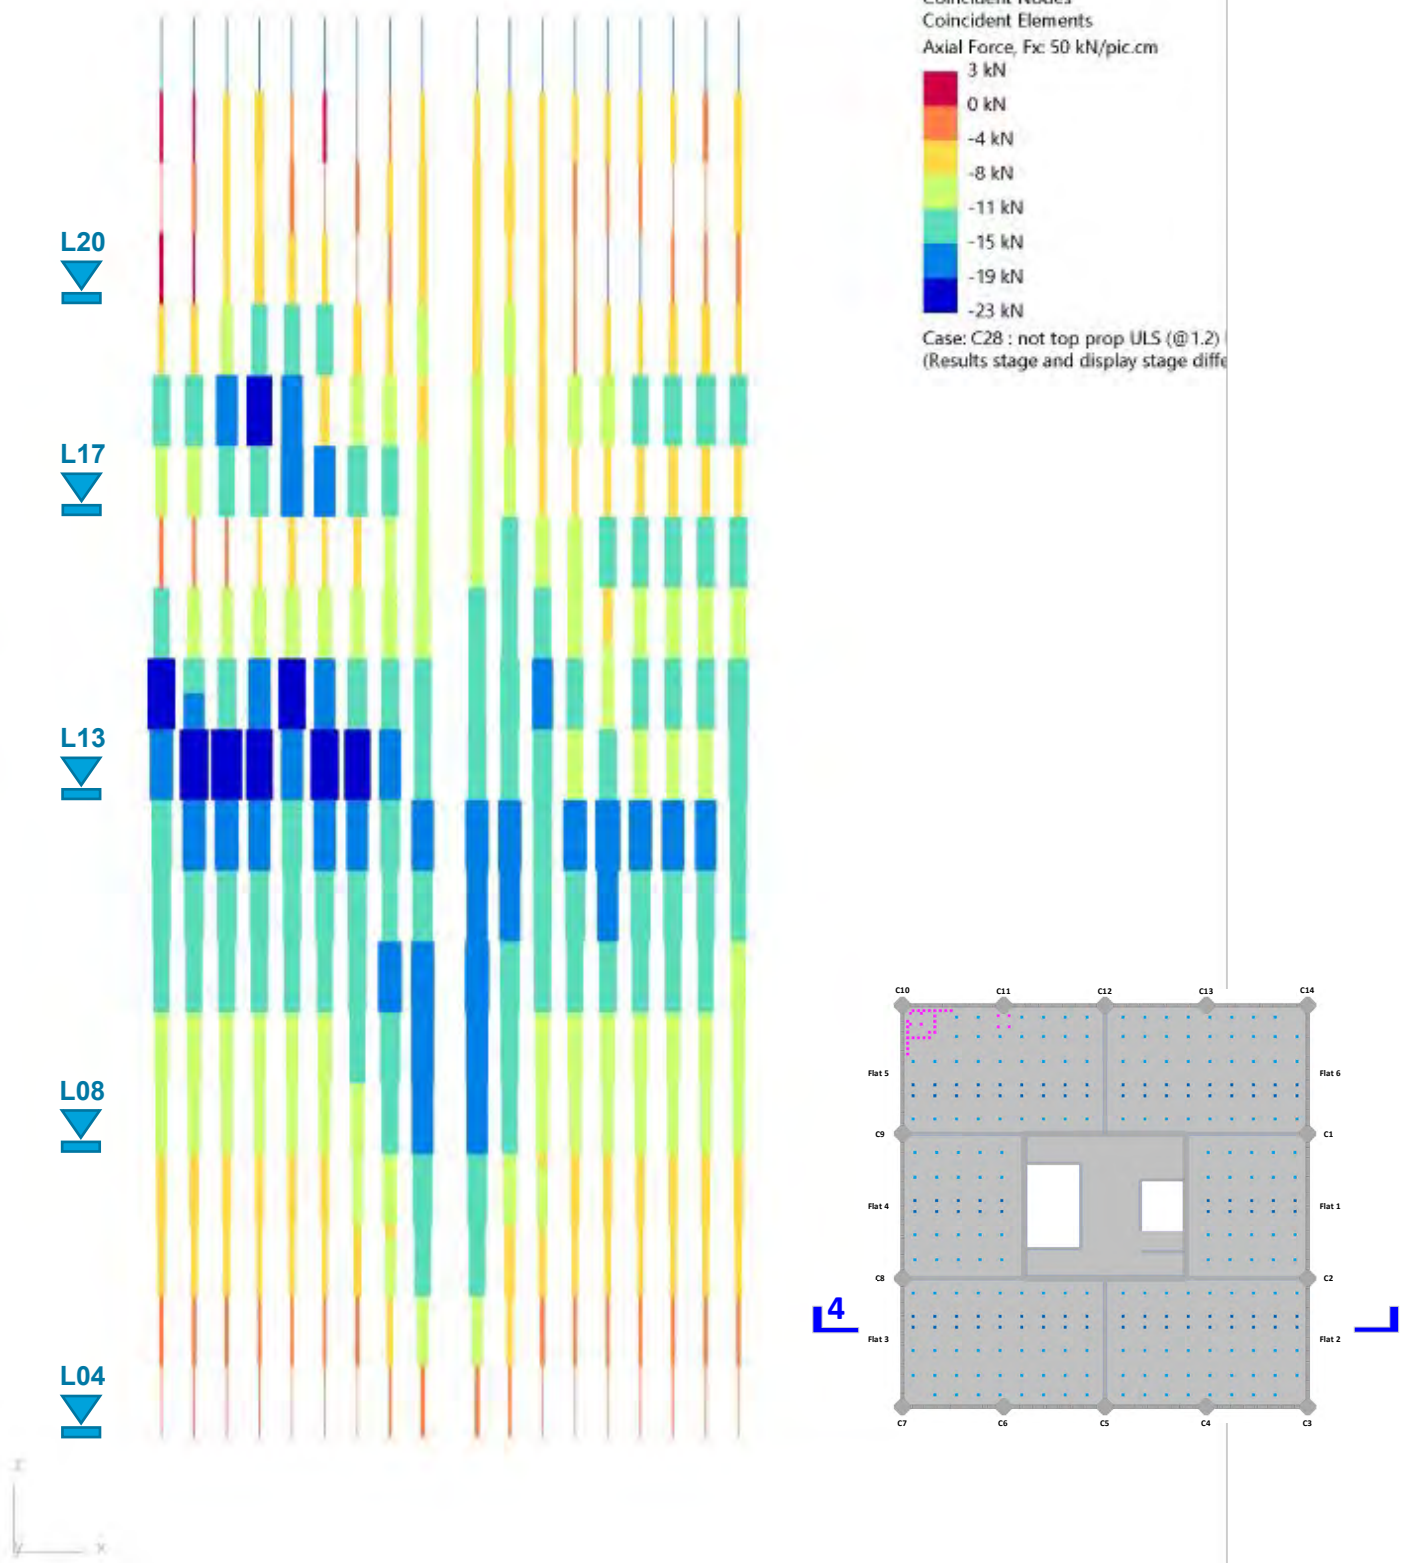 Coincident Nodes
Coincident Elements
Axial Force, Fx: 50 kN/pic.cm
3 kN
0 kN
-4 kN
-8 kN
-11 kN
-15 kN
-19 kN
-23 kN
Case: C28 : not top prop ULS (@1.2)
(Results stage and display stage diffe
L20
L17
L13
L08
L04
C10 C11 C12 C13 C14
Flat 5 Flat 6
C9 C1
Flat 4 Flat 1
C8 C2
4
Flat 3 Flat 2
C7 C6 C5 C4 C3
z
y x